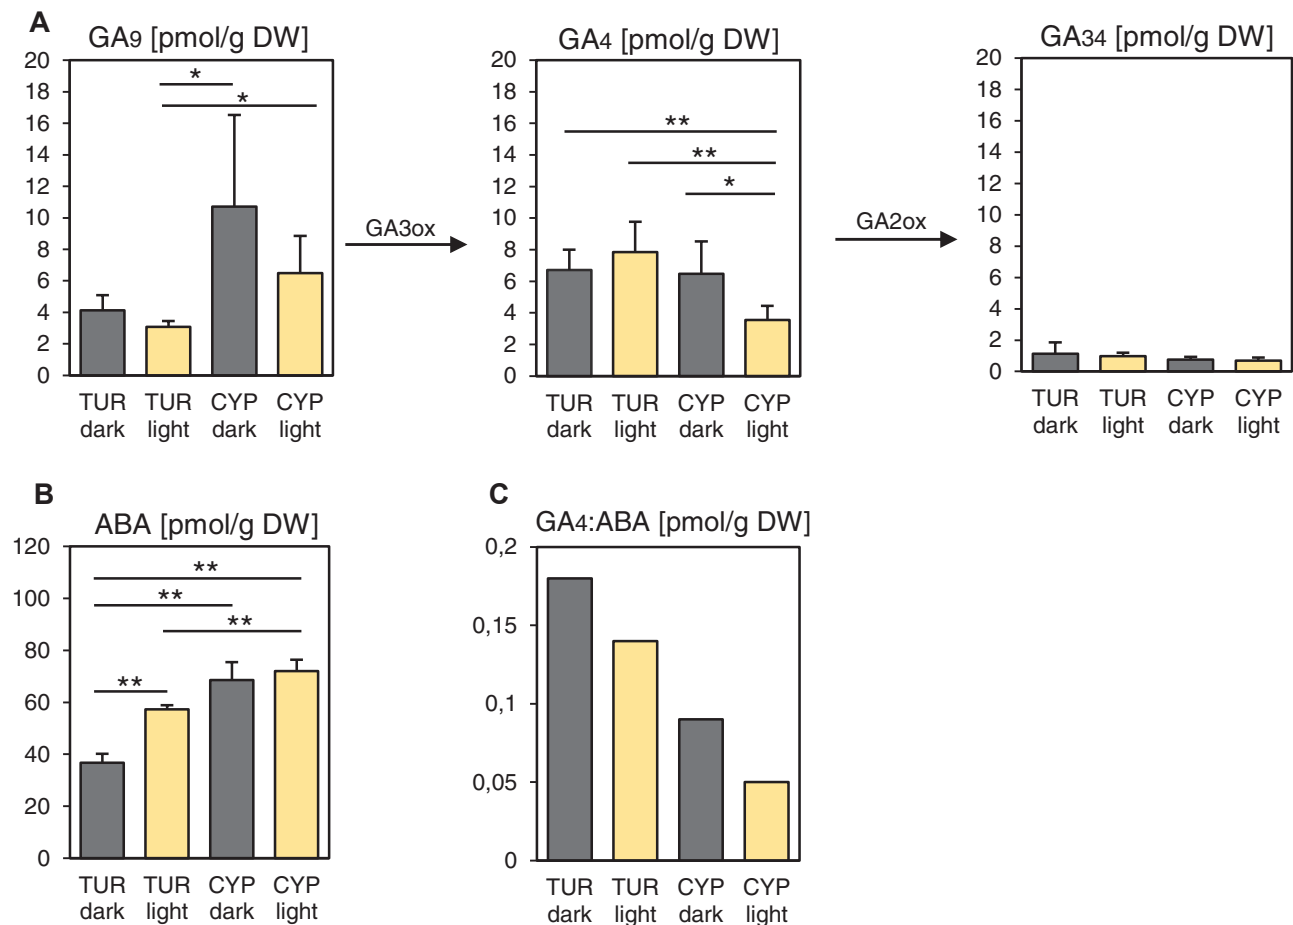 A
GA9 [pmol/g DW]
20
18
16
14
12
10
8
6
4
2
0
*
*
TUR dark
TUR light
CYP dark
CYP light
GA3ox
GA4 [pmol/g DW]
20
18
16
14
12
10
8
6
4
2
0
**
**
*
TUR dark
TUR light
CYP dark
CYP light
GA2ox
GA34 [pmol/g DW]
20
18
16
14
12
10
8
6
4
2
0
TUR dark
TUR light
CYP dark
CYP light
B
ABA [pmol/g DW]
120
100
80
60
40
20
0
**
**
**
**
TUR dark
TUR light
CYP dark
CYP light
C
GA4:ABA [pmol/g DW]
0,2
0,15
0,1
0,05
0
TUR dark
TUR light
CYP dark
CYP light